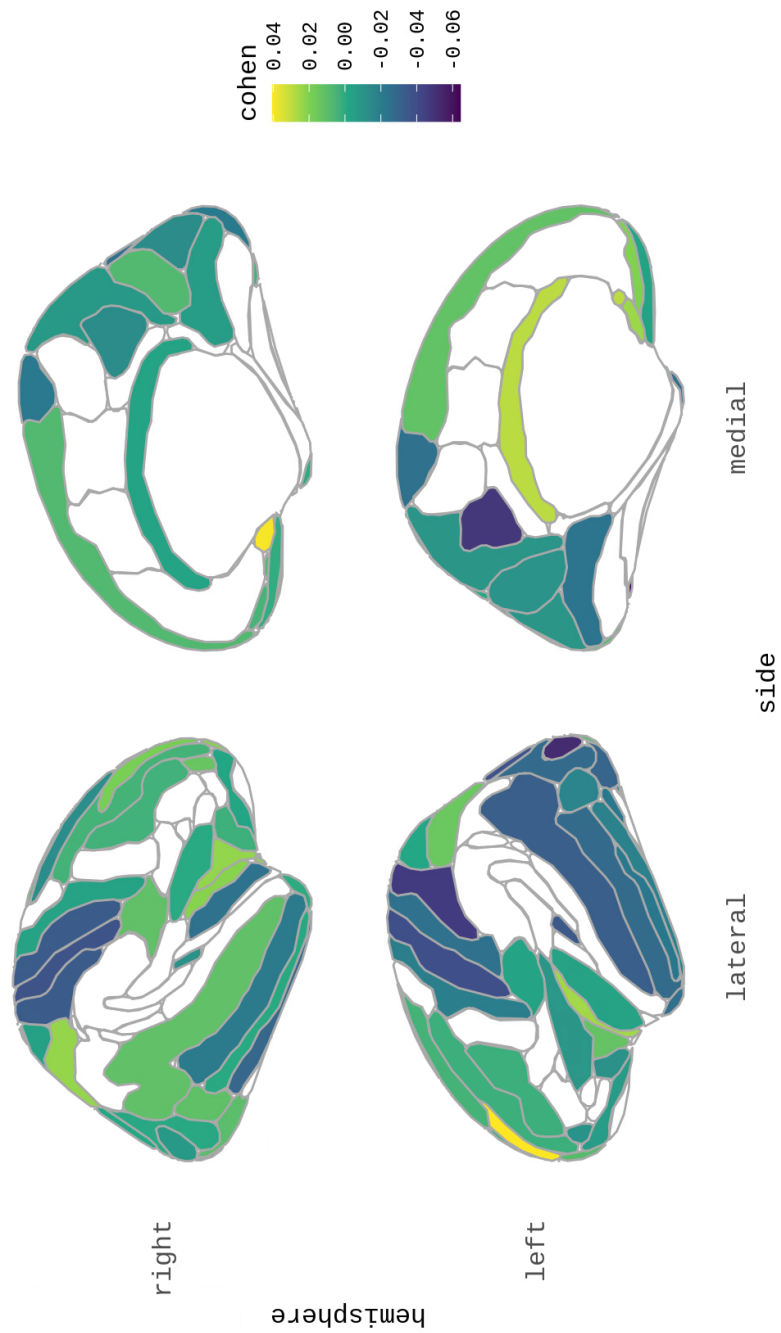 cohen
0.04
0.02
0.00
-0.02
-0.04
-0.06
right
left
hemisphere
lateral
medial
side